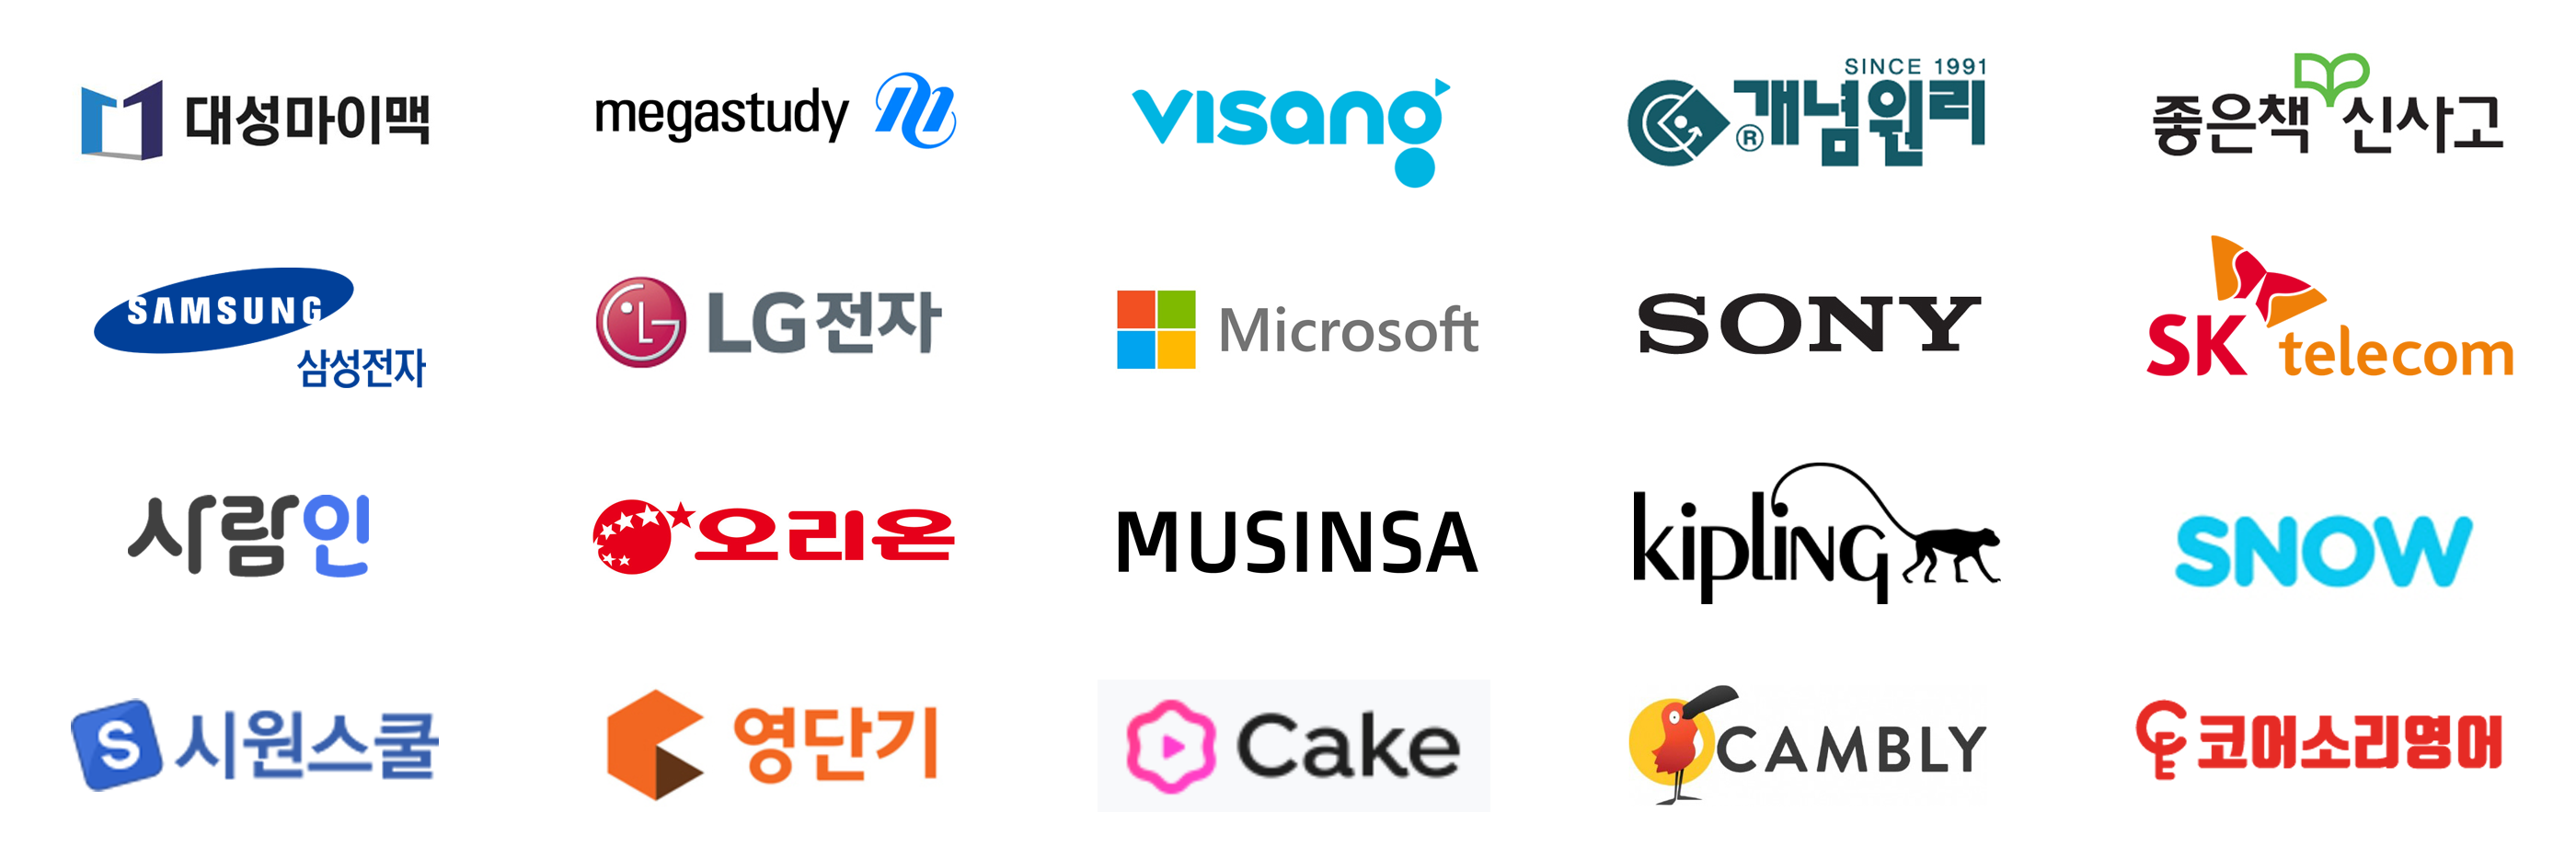 대성마이맥
megastudy
visang
SINCE 1991
® 개념원리
좋은책 신사고
SAMSUNG
삼성전자
LG전자
Microsoft
SONY
SK telecom
사람인
오리온
MUSINSA
kipling
SNOW
S 시원스쿨
영단기
Cake
CAMBLY
코어소리영어